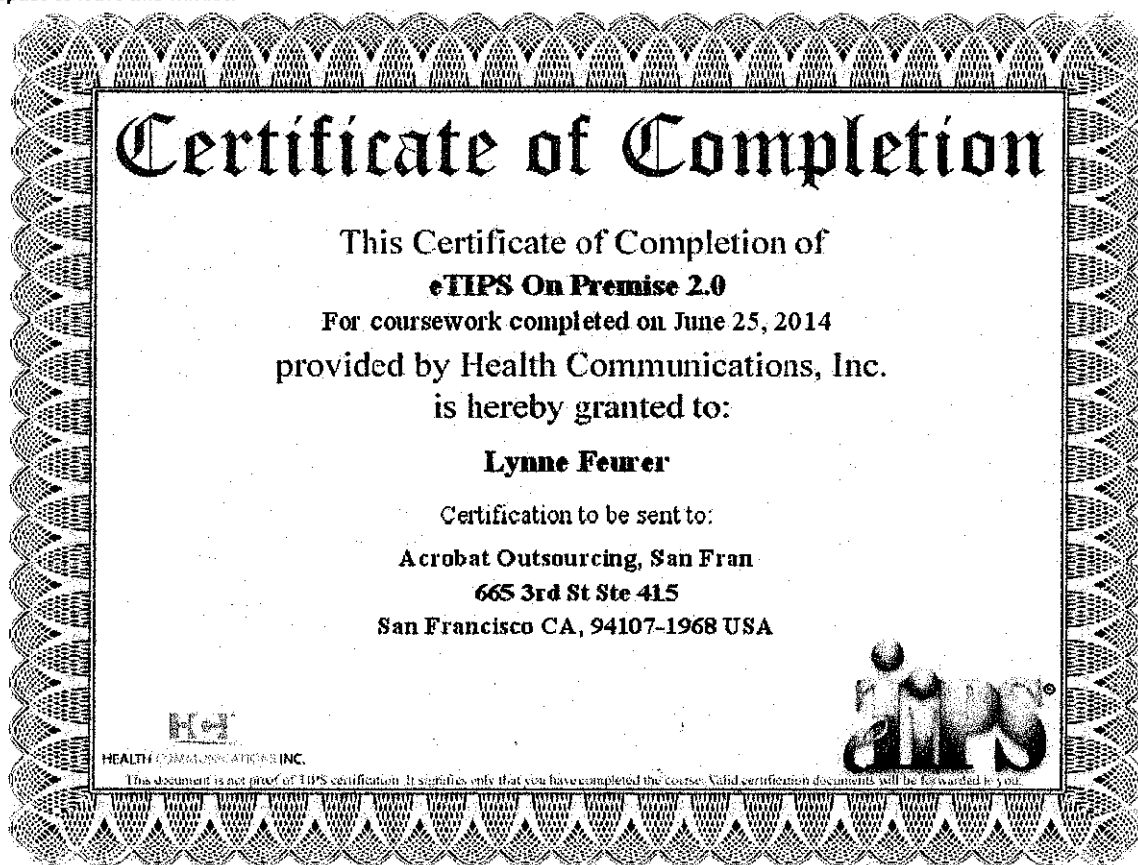 Certificate of Completion
This Certificate of Completion of
eTIPS On Premise 2.0
For coursework completed on June 25, 2014
provided by Health Communications, Inc.
is hereby granted to:
Lynne Feurer
Certification to be sent to:
Acrobat Outsourcing, San Fran
665 3rd St Ste 415
San Francisco CA, 94107-1968 USA
HCI
eTIPS®
HEALTH COMMUNICATIONS INC.
This document is not proof of TIPS certification. It signifies only that you have completed the course. Valid certification documents will be forwarded to you.